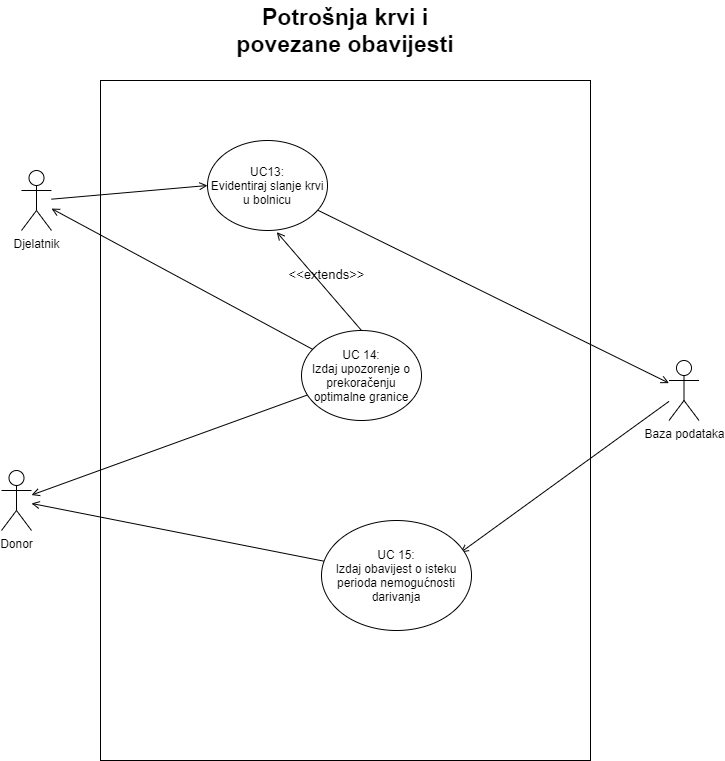 Potrošnja krvi i
povezane obavijesti
UC13:
Evidentiraj slanje krvi
u bolnicu
Djelatnik
<<extends>>
UC 14:
Izdaj upozorenje o
prekoračenju
optimalne granice
Baza podataka
Donor
UC 15:
Izdaj obavijest o isteku
perioda nemogućnosti
darivanja